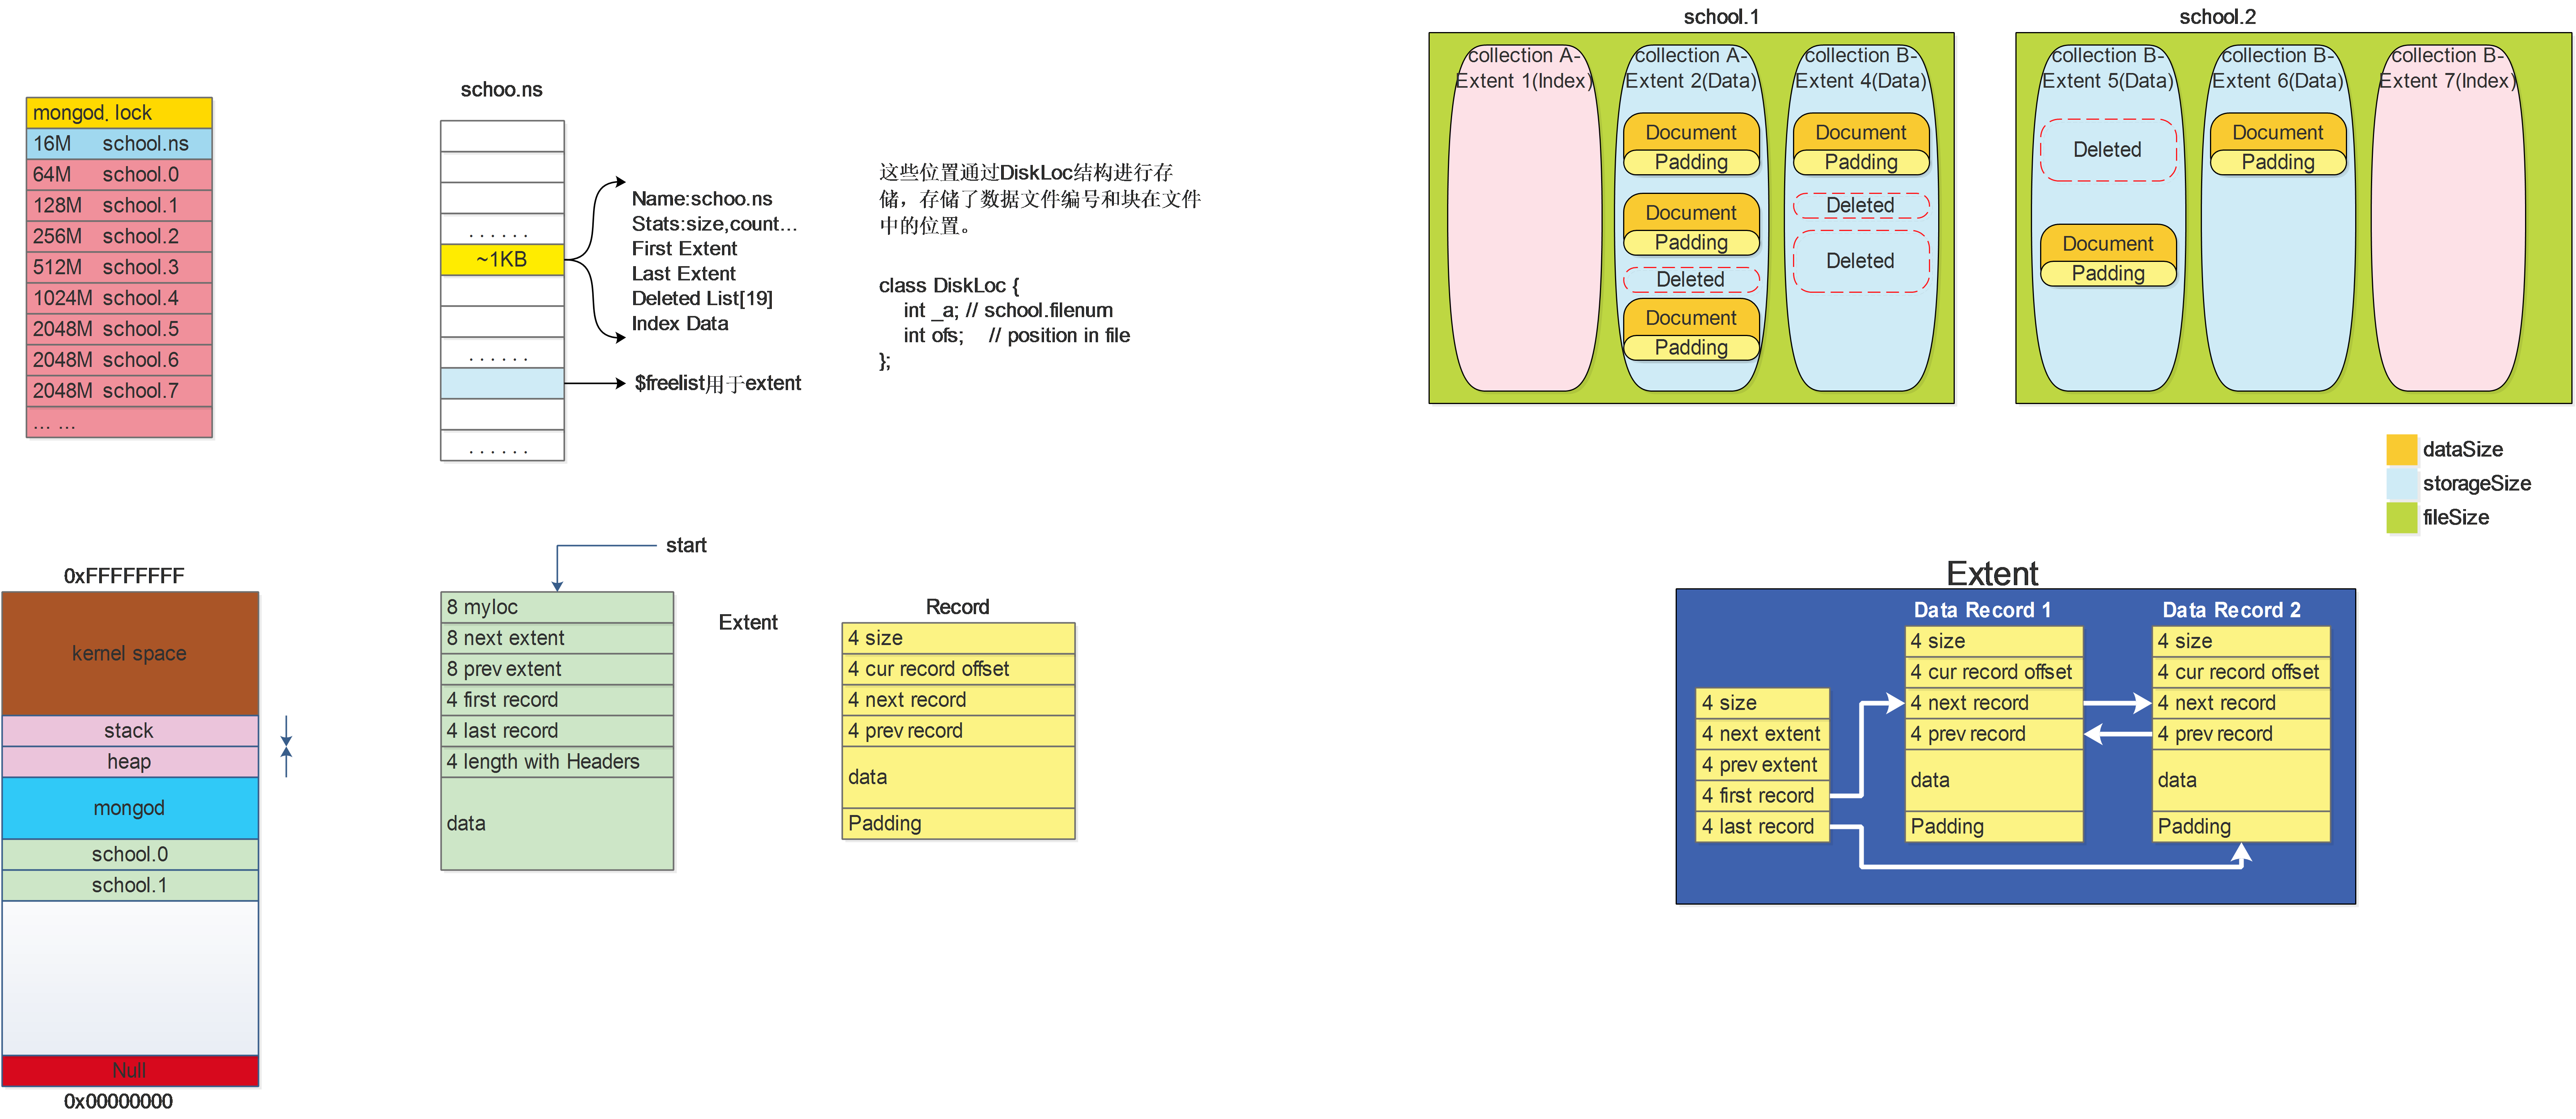 mongod. lock
16M school.ns
64M school.0
128M school.1
256M school.2
512M school.3
1024M school.4
2048M school.5
2048M school.6
2048M school.7
... ...
schoo.ns
......
~1KB
......
......
Name:schoo.ns
Stats:size,count...
First Extent
Last Extent
Deleted List[19]
Index Data
$freelist用于extent
这些位置通过DiskLoc结构进行存
储，存储了数据文件编号和块在文件
中的位置。
class DiskLoc {
int _a; // school.filenum
int ofs; // position in file
};
school.1
collection A-
Extent 1(Index)
collection A-
Extent 2(Data)
Document
Padding
Document
Padding
Deleted
Document
Padding
collection B-
Extent 4(Data)
Document
Padding
Deleted
Deleted
school.2
collection B-
Extent 5(Data)
Deleted
Document
Padding
collection B-
Extent 6(Data)
Document
Padding
collection B-
Extent 7(Index)
dataSize
storageSize
fileSize
0xFFFFFFFF
kernel space
stack
heap
mongod
school.0
school.1
Null
0x00000000
start
8 myloc
8 next extent
8 prev extent
4 first record
4 last record
4 length with Headers
data
Extent
Record
4 size
4 cur record offset
4 next record
4 prev record
data
Padding
Extent
4 size
4 next extent
4 prev extent
4 first record
4 last record
Data Record 1
4 size
4 cur record offset
4 next record
4 prev record
data
Padding
Data Record 2
4 size
4 cur record offset
4 next record
4 prev record
data
Padding